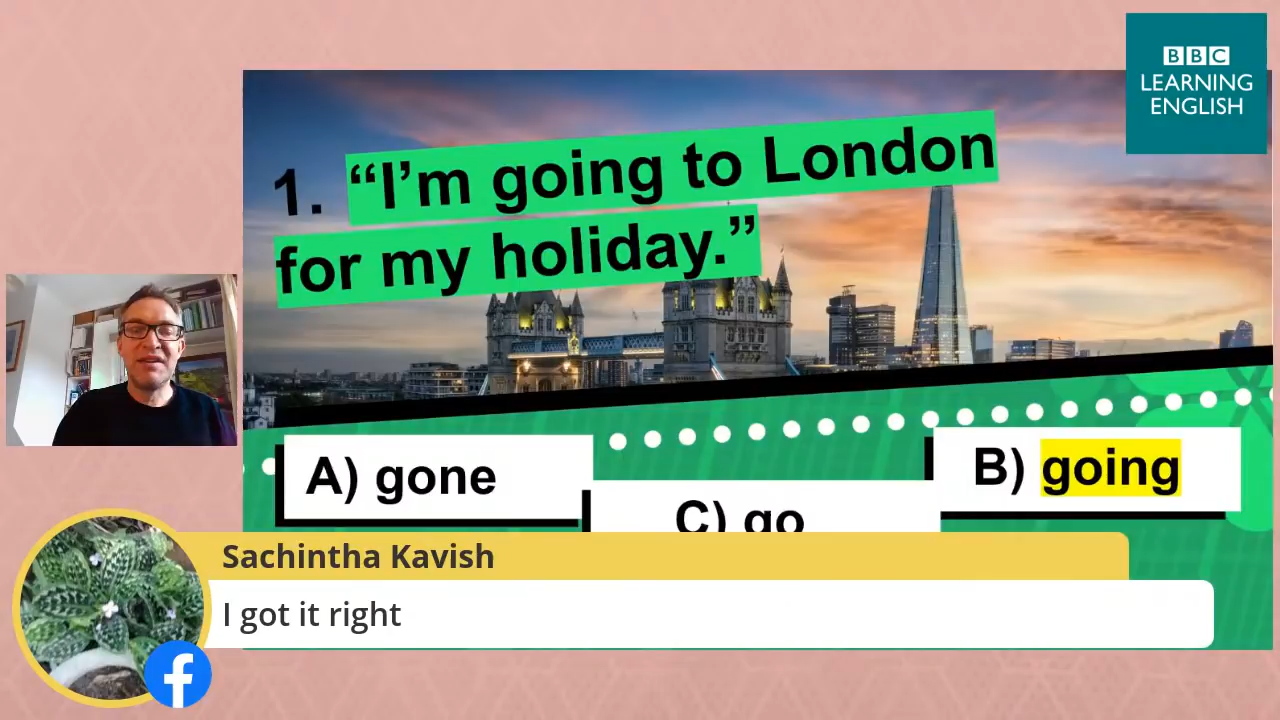 BBC
LEARNING
ENGLISH
1. “I’m going to London
for my holiday.”
A) gone
B) going
C) go
Sachintha Kavish
I got it right